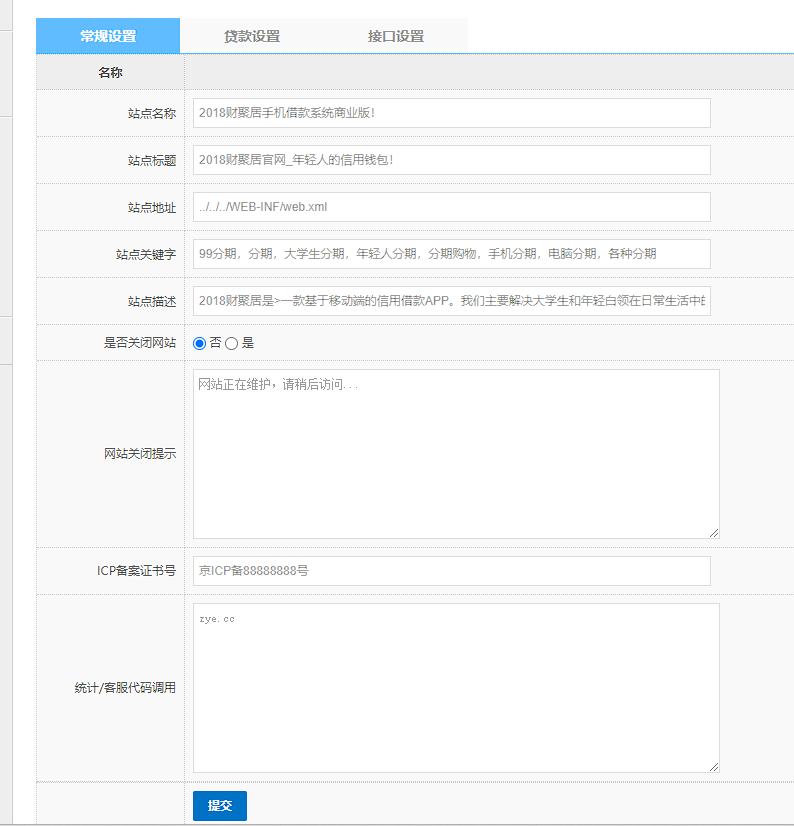 常规设置 贷款设置 接口设置
名称
站点名称 2018财聚居手机借款系统商业版!
站点标题 2018财聚居官网_年轻人的信用钱包!
站点地址 ../../../WEB-INF/web.xml
站点关键字 99分期，分期，大学生分期，年轻人分期，分期购物，手机分期，电脑分期，各种分期
站点描述 2018财聚居是>一款基于移动端的信用借款APP。我们主要解决大学生和年轻白领在日常生活中的
是否关闭网站 否 是
网站关闭提示 网站正在维护，请稍后访问...
ICP备案证书号 京ICP备88888888号
统计/客服代码调用 zye.cc
提交